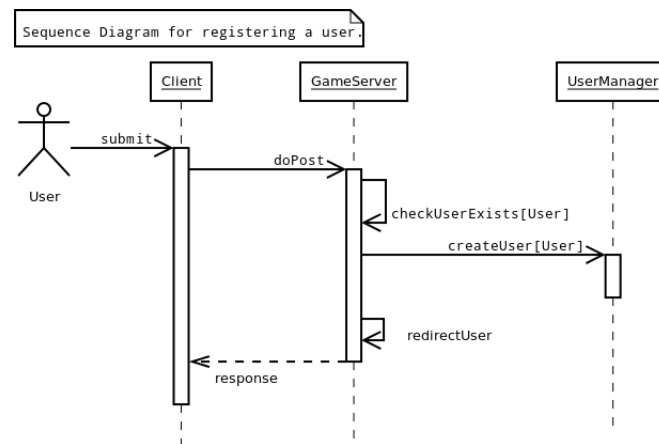 Sequence Diagram for registering a user.
Client
GameServer
UserManager
submit
User
doPost
checkUserExists[User]
createUser[User]
redirectUser
response